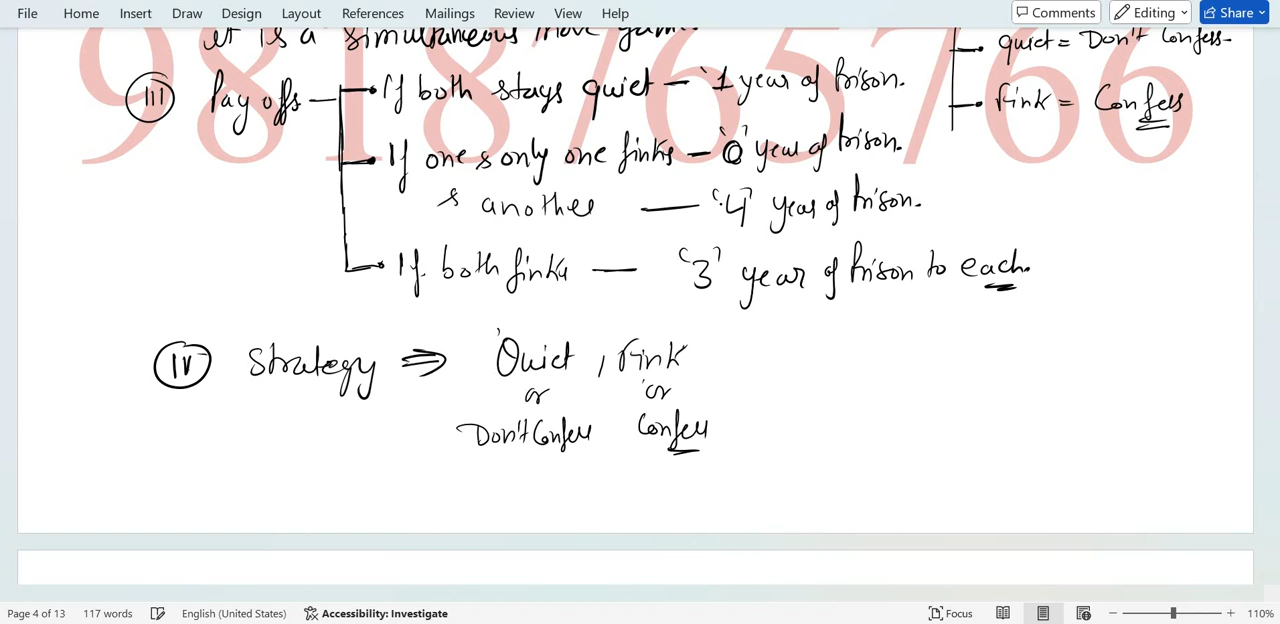 File Home Insert Draw Design Layout References Mailings Review View Help Comments Editing Share
it is a simultaneous move game.
quiet = Don't Confess
(iii) Pay offs — If both stays quiet — '1' year of Prison.
fink = Confess
If one & only one finks — '0' year of Prison.
& another — '4' year of Prison.
If both finks — '3' year of Prison to each.
9818765766
(iv) Strategy ⇒ Quiet, Fink
or or
Don't Confess Confess
Page 4 of 13 117 words English (United States) Accessibility: Investigate Focus 110%